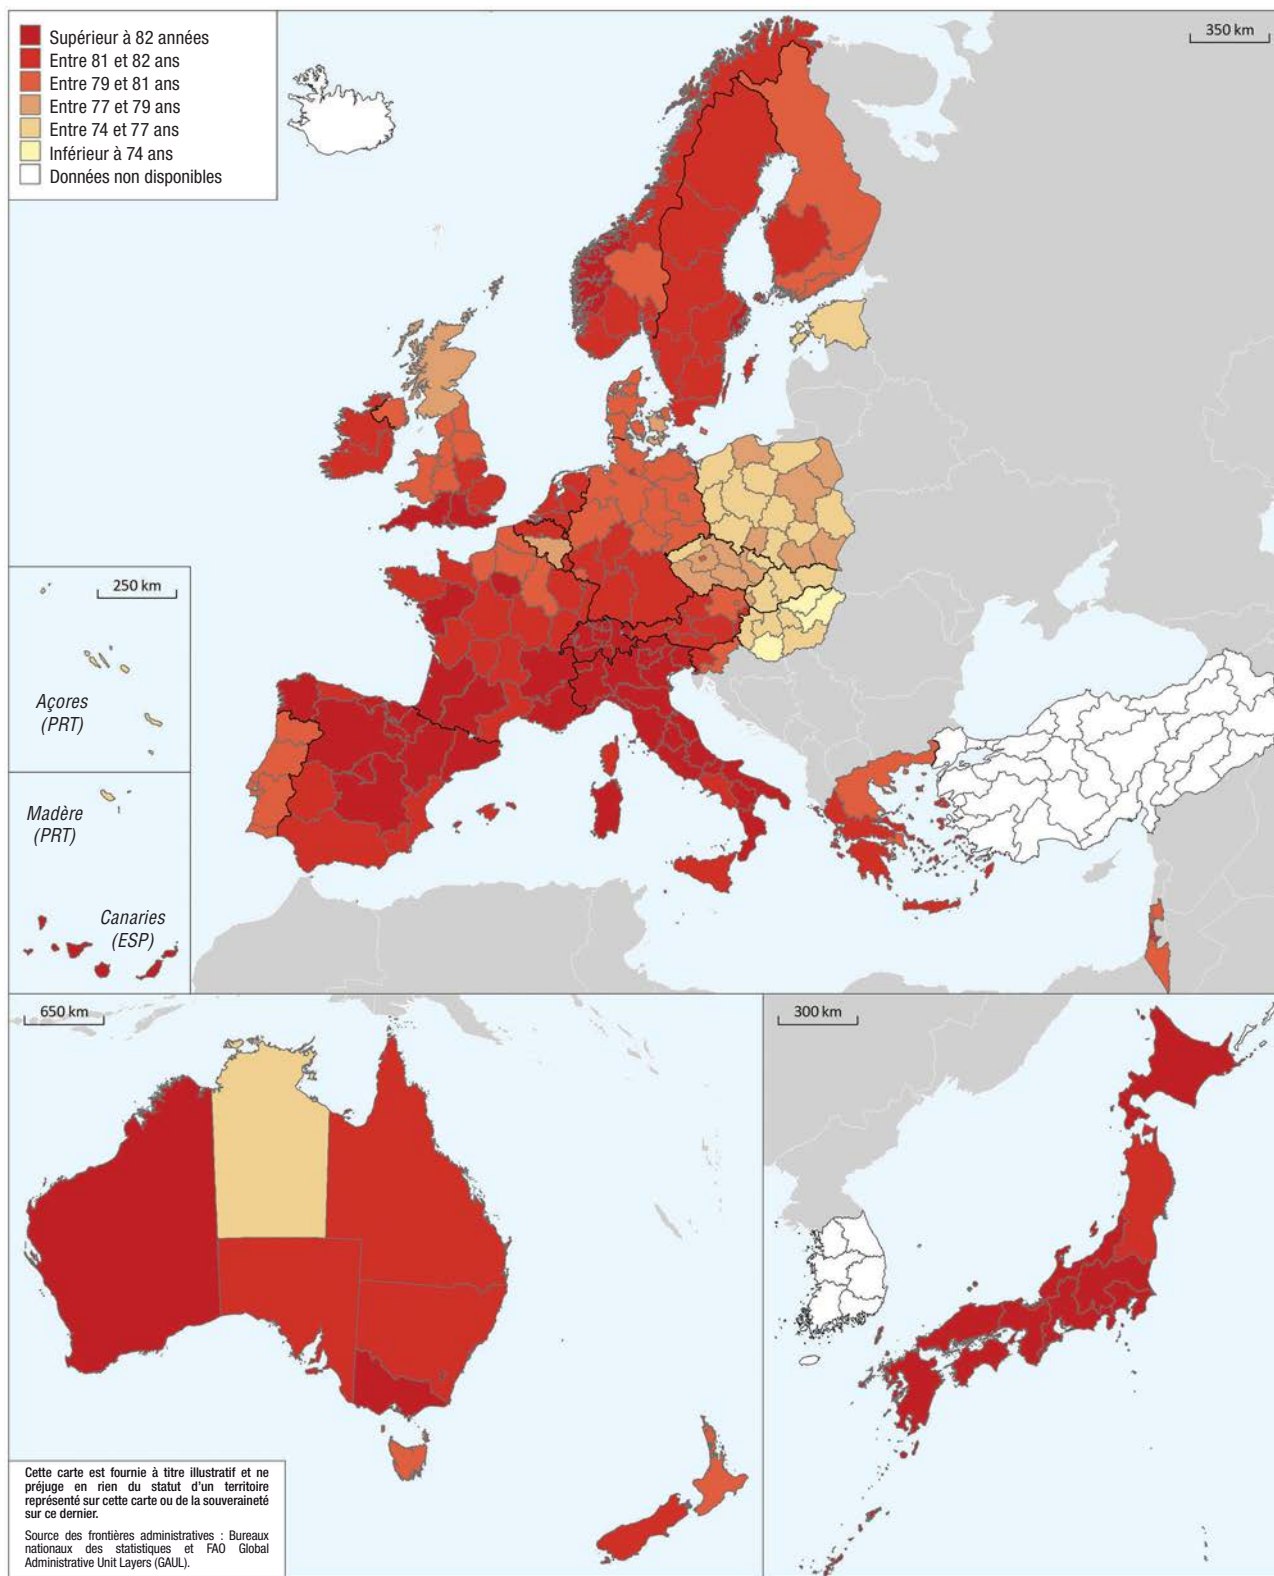 Supérieur à 82 années
Entre 81 et 82 ans
Entre 79 et 81 ans
Entre 77 et 79 ans
Entre 74 et 77 ans
Inférieur à 74 ans
Données non disponibles
350 km
250 km
Açores
(PRT)
Madère
(PRT)
Canaries
(ESP)
650 km
300 km
Cette carte est fournie à titre illustratif et ne
préjuge en rien du statut d'un territoire
représenté sur cette carte ou de la souveraineté
sur ce dernier.
Source des frontières administratives : Bureaux
nationaux des statistiques et FAO Global
Administrative Unit Layers (GAUL).